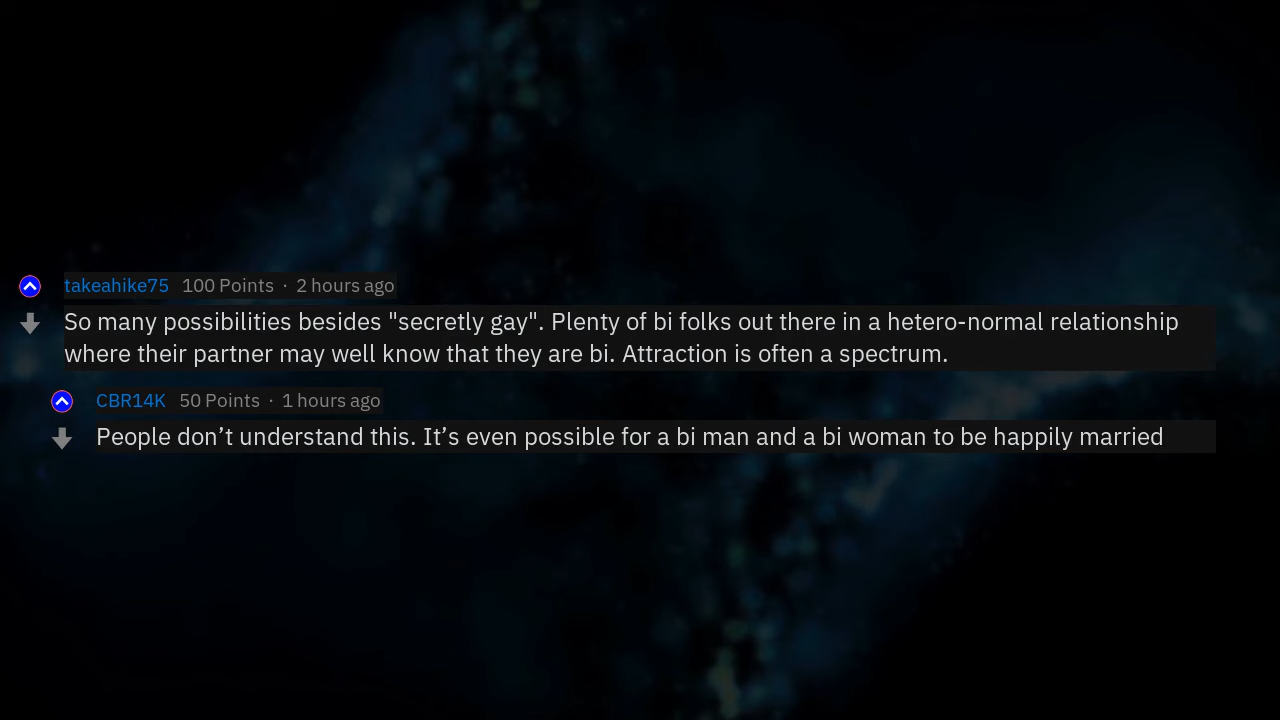 takeahike75 100 Points · 2 hours ago
So many possibilities besides "secretly gay". Plenty of bi folks out there in a hetero-normal relationship
where their partner may well know that they are bi. Attraction is often a spectrum.
CBR14K 50 Points · 1 hours ago
People don’t understand this. It’s even possible for a bi man and a bi woman to be happily married